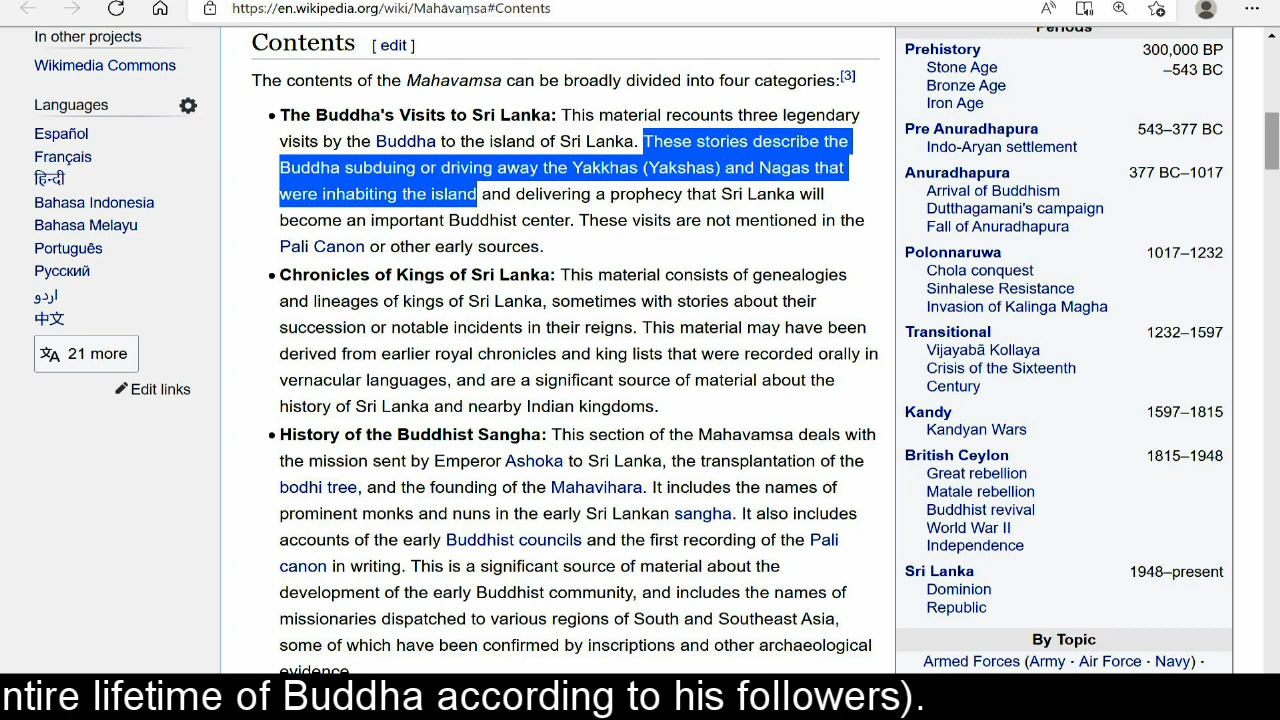 https://en.wikipedia.org/wiki/Mahāvaṃsa#Contents
In other projects
Wikimedia Commons
Languages
Español
Français
हिन्दी
Bahasa Indonesia
Bahasa Melayu
Português
Русский
اردو
中文
21 more
Edit links
Contents [ edit ]
The contents of the Mahavamsa can be broadly divided into four categories:[3]
• The Buddha's Visits to Sri Lanka: This material recounts three legendary
visits by the Buddha to the island of Sri Lanka. These stories describe the
Buddha subduing or driving away the Yakkhas (Yakshas) and Nagas that
were inhabiting the island and delivering a prophecy that Sri Lanka will
become an important Buddhist center. These visits are not mentioned in the
Pali Canon or other early sources.
• Chronicles of Kings of Sri Lanka: This material consists of genealogies
and lineages of kings of Sri Lanka, sometimes with stories about their
succession or notable incidents in their reigns. This material may have been
derived from earlier royal chronicles and king lists that were recorded orally in
vernacular languages, and are a significant source of material about the
history of Sri Lanka and nearby Indian kingdoms.
• History of the Buddhist Sangha: This section of the Mahavamsa deals with
the mission sent by Emperor Ashoka to Sri Lanka, the transplantation of the
bodhi tree, and the founding of the Mahavihara. It includes the names of
prominent monks and nuns in the early Sri Lankan sangha. It also includes
accounts of the early Buddhist councils and the first recording of the Pali
canon in writing. This is a significant source of material about the
development of the early Buddhist community, and includes the names of
missionaries dispatched to various regions of South and Southeast Asia,
some of which have been confirmed by inscriptions and other archaeological
evidence.
Periods
Prehistory 300,000 BP
–543 BC
Stone Age
Bronze Age
Iron Age
Pre Anuradhapura 543–377 BC
Indo-Aryan settlement
Anuradhapura 377 BC–1017
Arrival of Buddhism
Dutthagamani's campaign
Fall of Anuradhapura
Polonnaruwa 1017–1232
Chola conquest
Sinhalese Resistance
Invasion of Kalinga Magha
Transitional 1232–1597
Vijayabā Kollaya
Crisis of the Sixteenth
Century
Kandy 1597–1815
Kandyan Wars
British Ceylon 1815–1948
Great rebellion
Matale rebellion
Buddhist revival
World War II
Independence
Sri Lanka 1948–present
Dominion
Republic
By Topic
Armed Forces (Army · Air Force · Navy) ·
ntire lifetime of Buddha according to his followers).